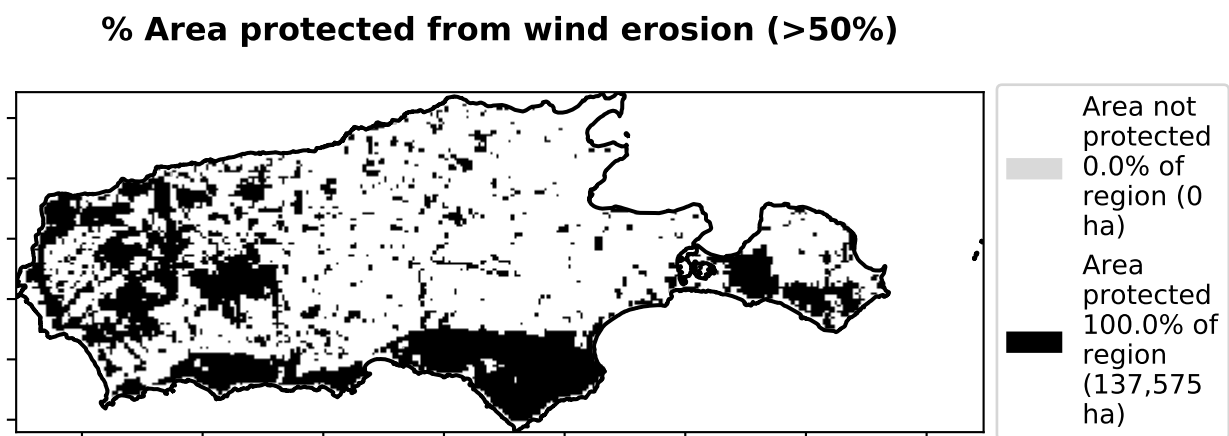 % Area protected from wind erosion (>50%)
Area not
protected
0.0% of
region (0
ha)
Area
protected
100.0% of
region
(137,575
ha)